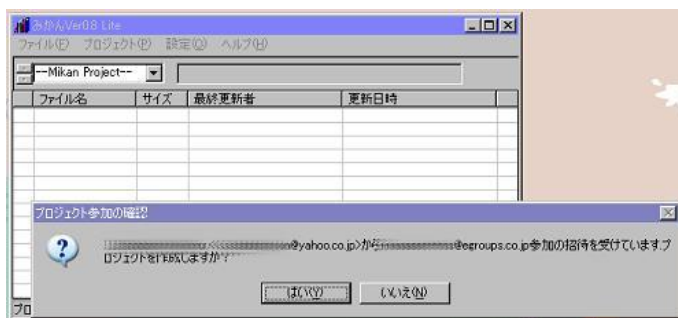 みかんVer0.8 Lite
ファイル(F) プロジェクト(P) 設定(O) ヘルプ(H)
--Mikan Project--
ファイル名 サイズ 最終更新者 更新日時
プロジェクト参加の確認
@yahoo.co.jp>から @egroups.co.jp参加の招待を受けています.プ
ロジェクトを作成しますか?
はい(Y) いいえ(N)
プロ